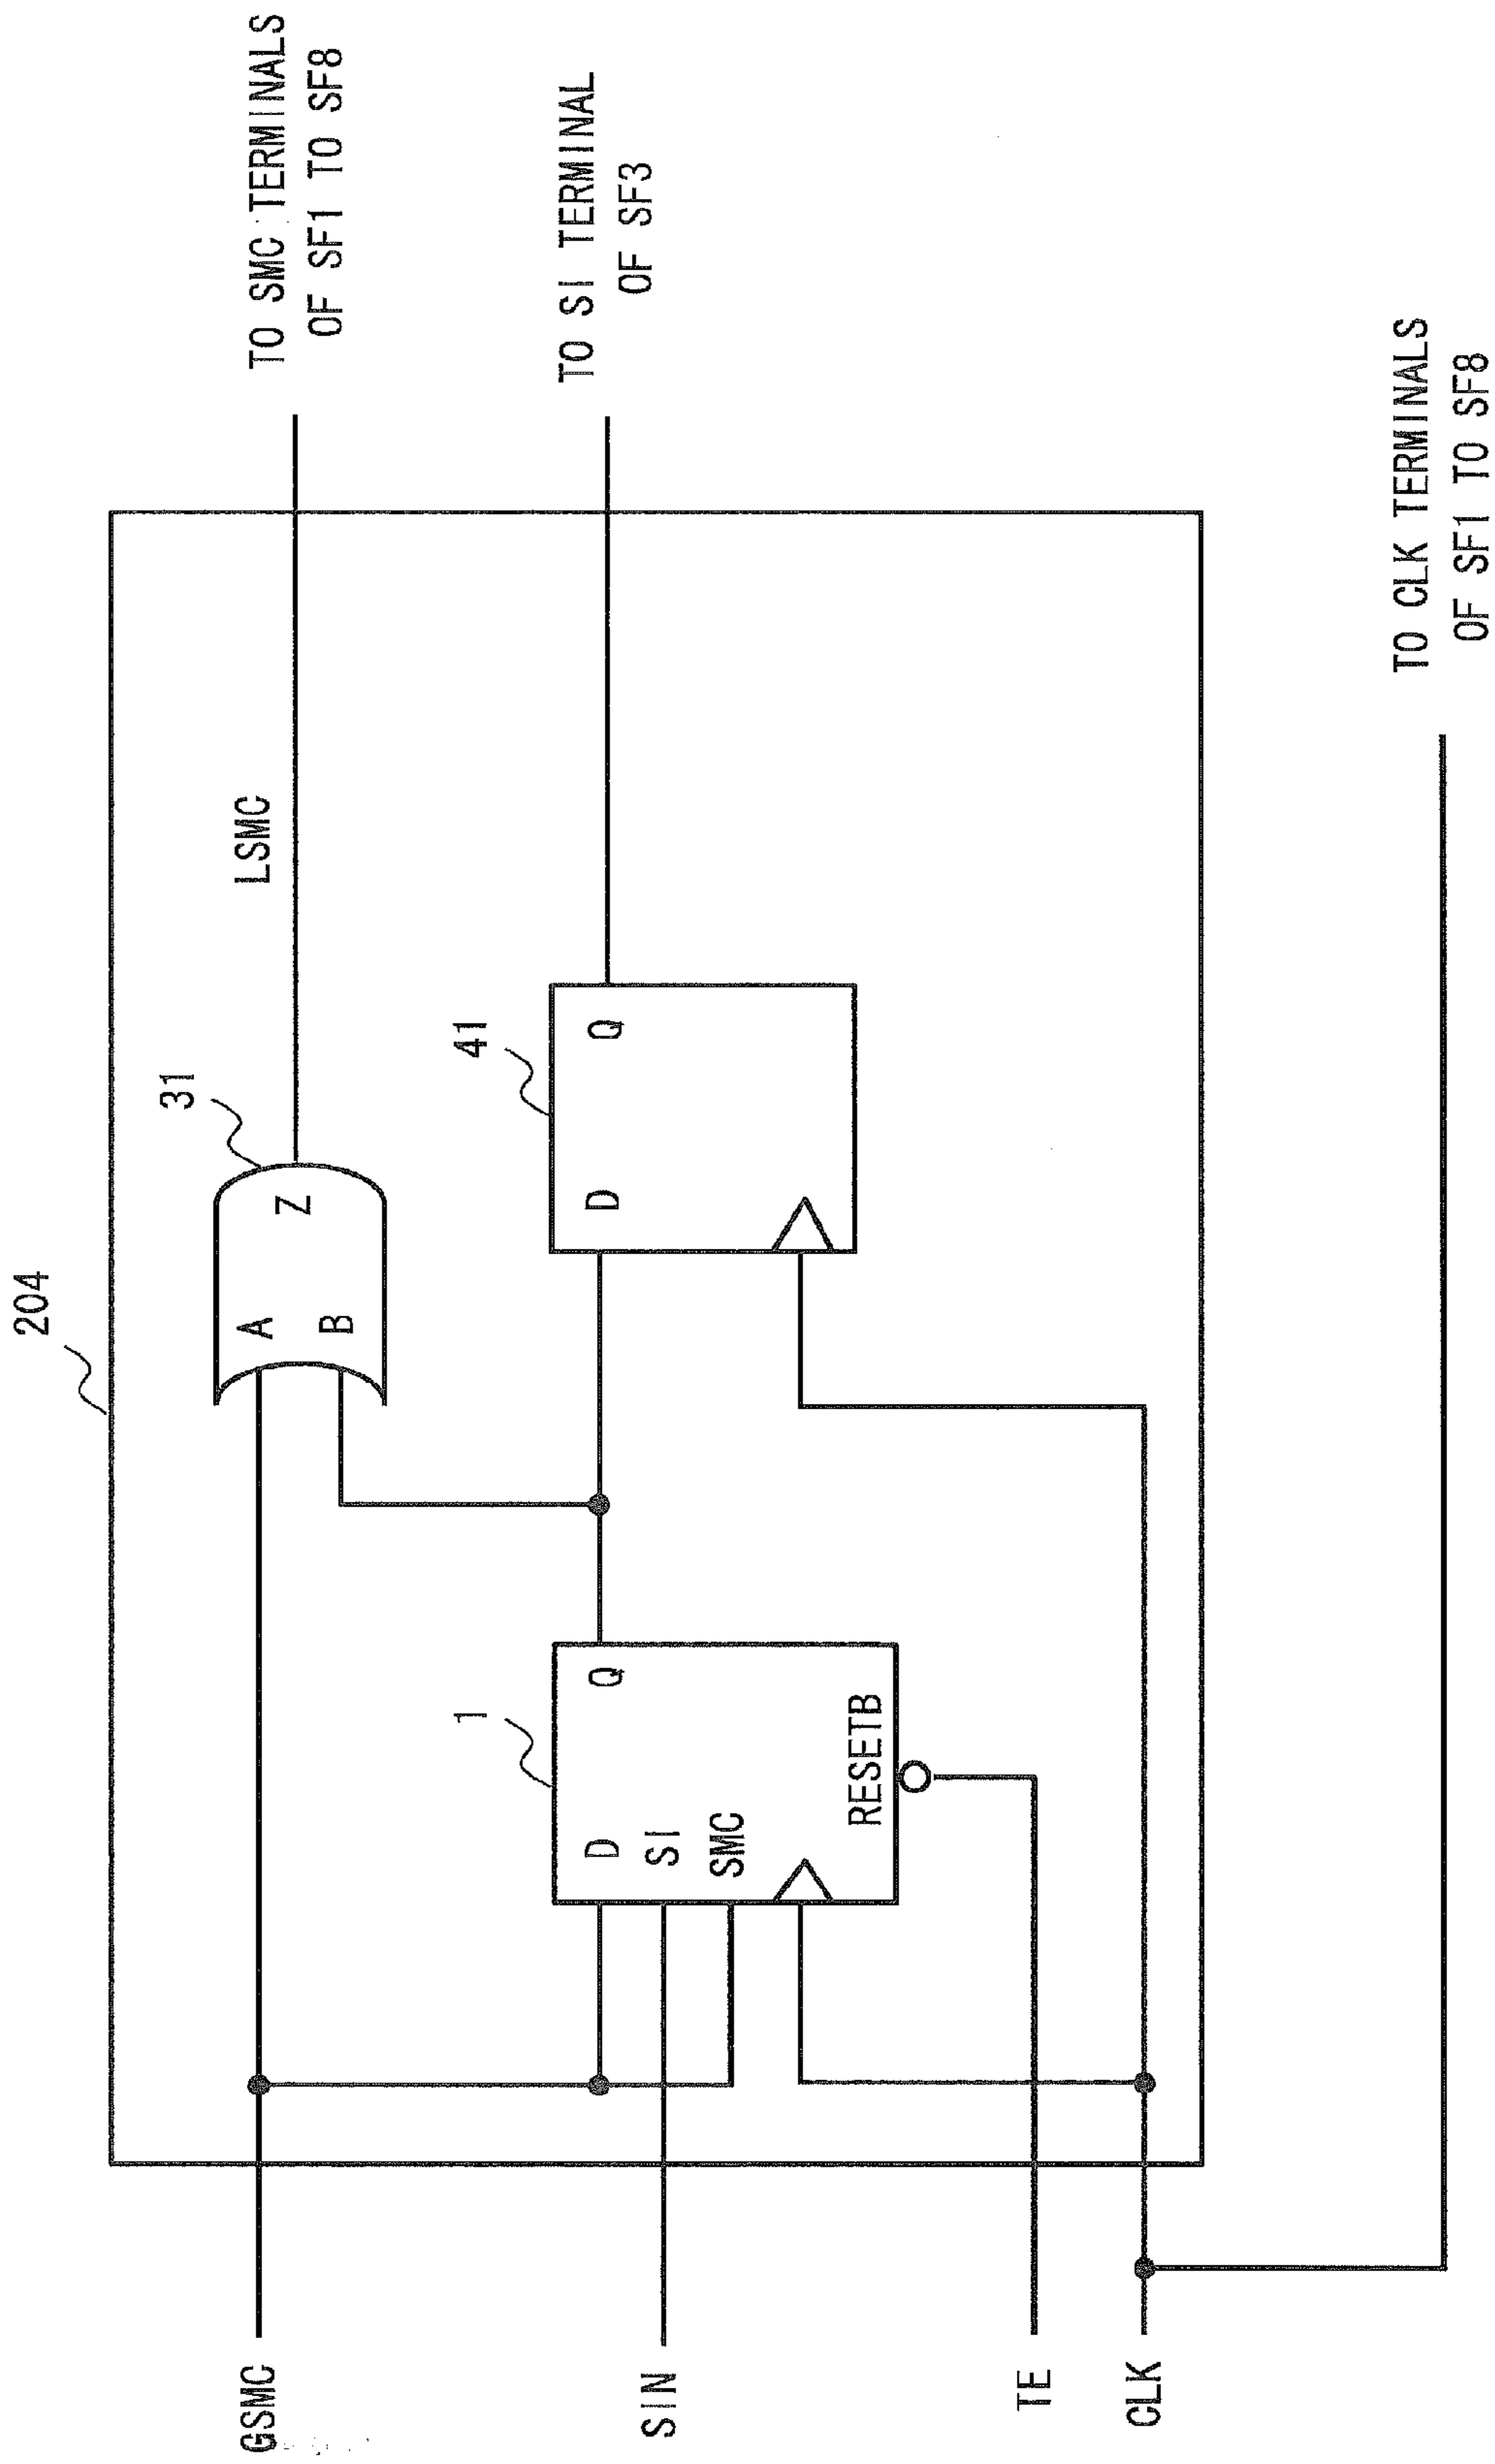 204
31
A
B
Z
LSMC
TO SMC TERMINALS
OF SF1 TO SF8
GSMC
1
D
SI
SMC
Q
RESETB
41
D
Q
TO SI TERMINAL
OF SF3
SIN
TE
CLK
TO CLK TERMINALS
OF SF1 TO SF8